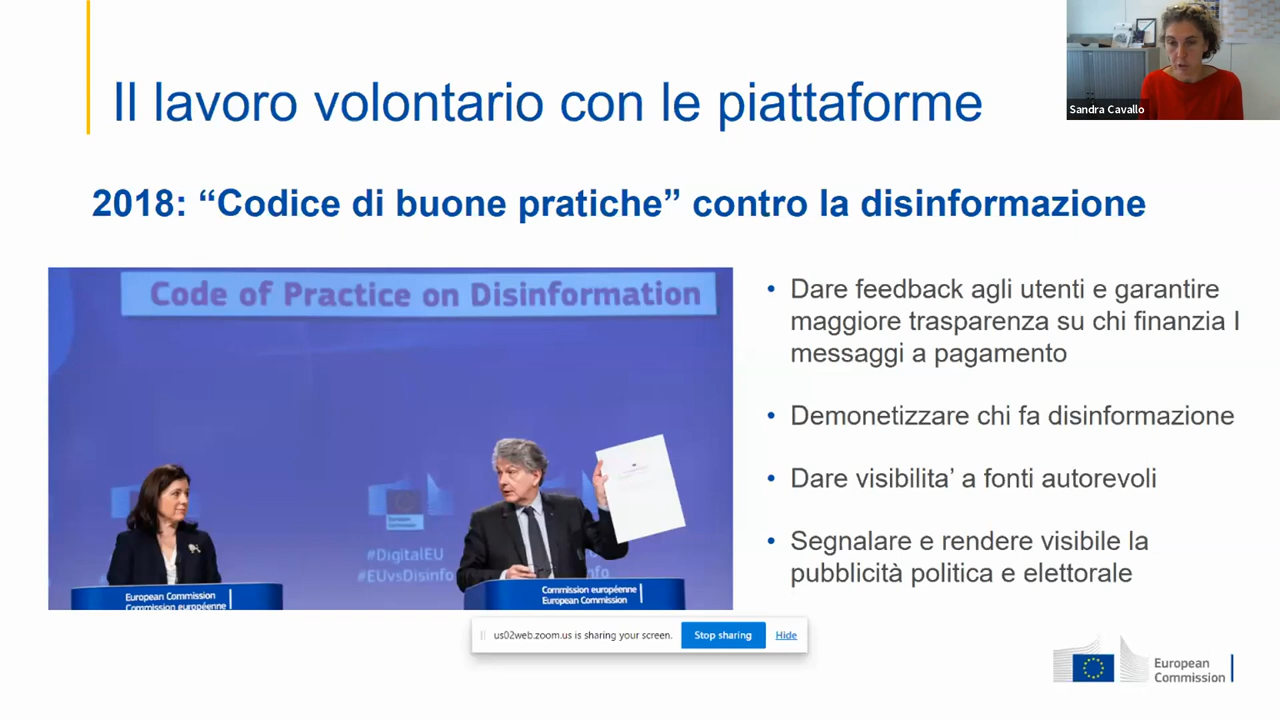 Il lavoro volontario con le piattaforme
Sandra Cavallo
2018: “Codice di buone pratiche” contro la disinformazione
Code of Practice on Disinformation
#DigitalEU
#EUvsDisinfo
European Commission
Commission européenne
Commission européenne
European Commission
• Dare feedback agli utenti e garantire
maggiore trasparenza su chi finanzia I
messaggi a pagamento
• Demonetizzare chi fa disinformazione
• Dare visibilita’ a fonti autorevoli
• Segnalare e rendere visibile la
pubblicità politica e elettorale
us02web.zoom.us is sharing your screen.
Stop sharing
Hide
European
Commission